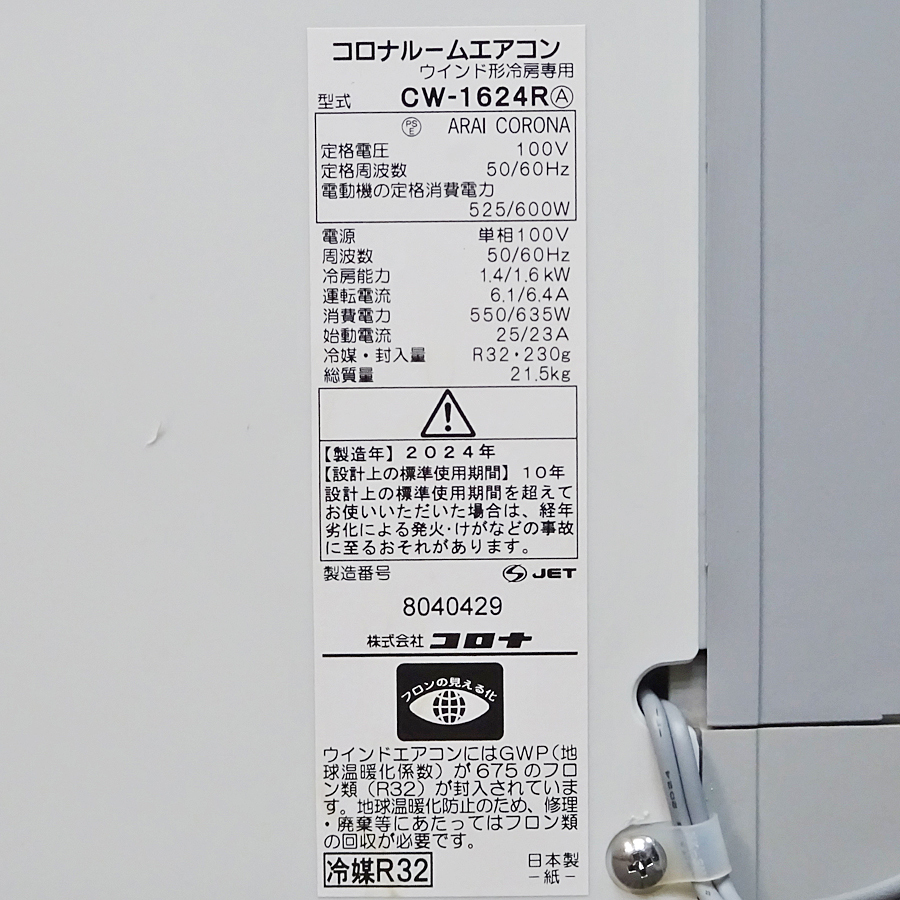 コロナルームエアコン
ウインド形冷房専用
型式 CW-1624RⒶ
PSE ARAI CORONA
定格電圧 100V
定格周波数 50/60Hz
電動機の定格消費電力
525/600W
電源 単相100V
周波数 50/60Hz
冷房能力 1.4/1.6kW
運転電流 6.1/6.4A
消費電力 550/635W
始動電流 25/23A
冷媒・封入量 R32・230g
総質量 21.5kg
【製造年】2024年
【設計上の標準使用期間】10年
設計上の標準使用期間を超えて
お使いいただいた場合は、経年
劣化による発火・けがなどの事故
に至るおそれがあります。
製造番号 JET
8040429
株式会社 コロナ
フロンの見える化
ウインドエアコンにはGWP(地
球温暖化係数)が675のフロ
ン類(R32)が封入されていま
す。地球温暖化防止のため、修理
・廃棄等にあたってはフロン類
の回収が必要です。
冷媒R32 日本製
-紙-